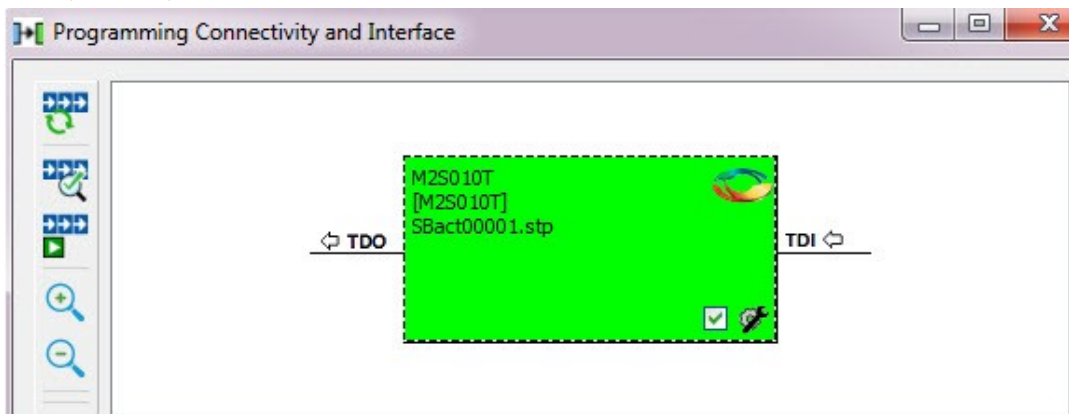 Programming Connectivity and Interface
M2S010T
[M2S010T]
SBact00001.stp
TDO
TDI